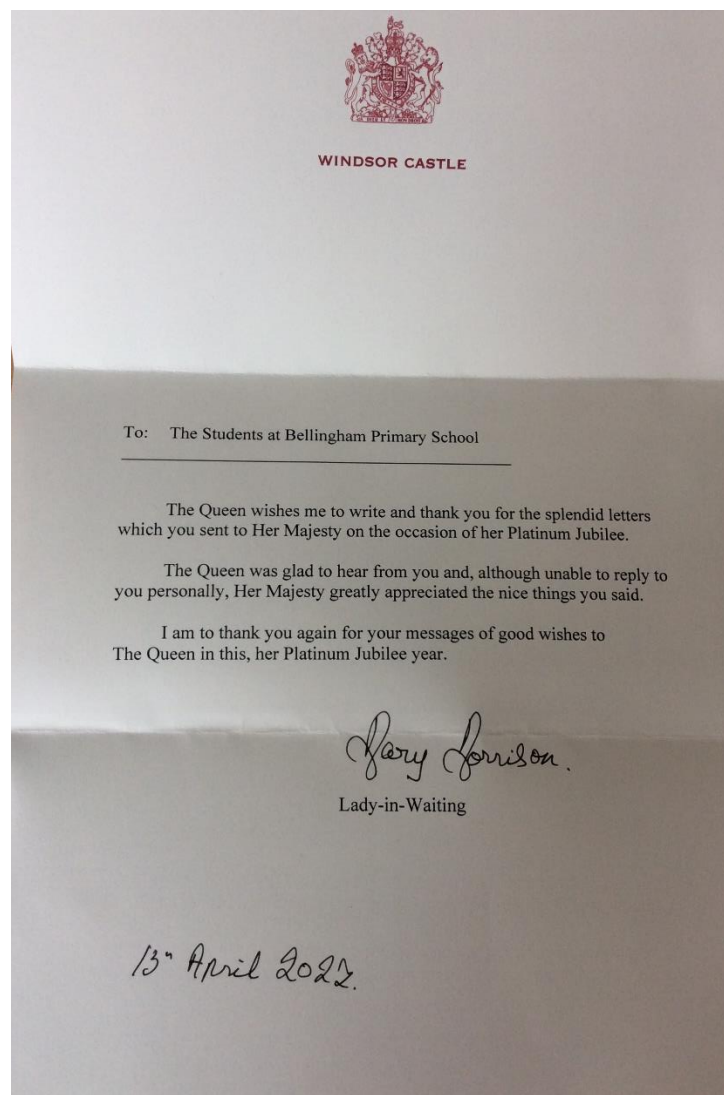 WINDSOR CASTLE
To: The Students at Bellingham Primary School
The Queen wishes me to write and thank you for the splendid letters
which you sent to Her Majesty on the occasion of her Platinum Jubilee.
The Queen was glad to hear from you and, although unable to reply to
you personally, Her Majesty greatly appreciated the nice things you said.
I am to thank you again for your messages of good wishes to
The Queen in this, her Platinum Jubilee year.
Mary Morrison.
Lady-in-Waiting
13th April 2022.